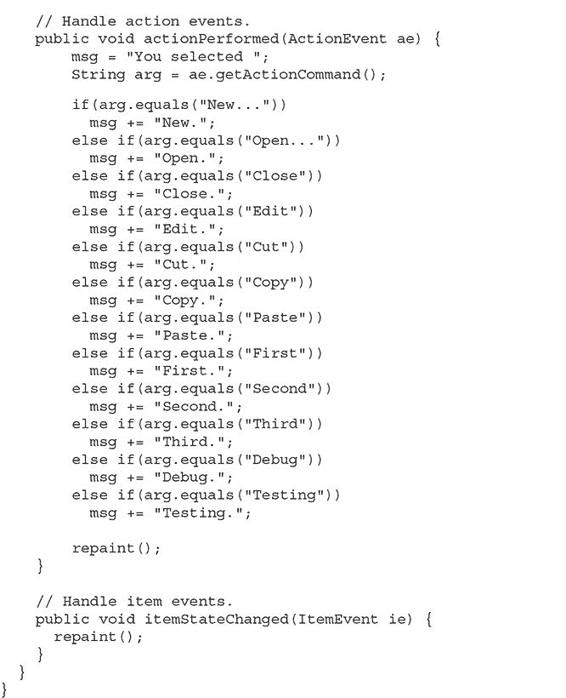 // Handle action events.
public void actionPerformed(ActionEvent ae) {
msg = "You selected ";
String arg = ae.getActionCommand();
if(arg.equals("New..."))
msg += "New.";
else if(arg.equals("Open..."))
msg += "Open.";
else if(arg.equals("Close"))
msg += "Close.";
else if(arg.equals("Edit"))
msg += "Edit.";
else if(arg.equals("Cut"))
msg += "Cut.";
else if(arg.equals("Copy"))
msg += "Copy.";
else if(arg.equals("Paste"))
msg += "Paste.";
else if(arg.equals("First"))
msg += "First.";
else if(arg.equals("Second"))
msg += "Second.";
else if(arg.equals("Third"))
msg += "Third.";
else if(arg.equals("Debug"))
msg += "Debug.";
else if(arg.equals("Testing"))
msg += "Testing.";
repaint();
}
// Handle item events.
public void itemStateChanged(ItemEvent ie) {
repaint();
}
}
}